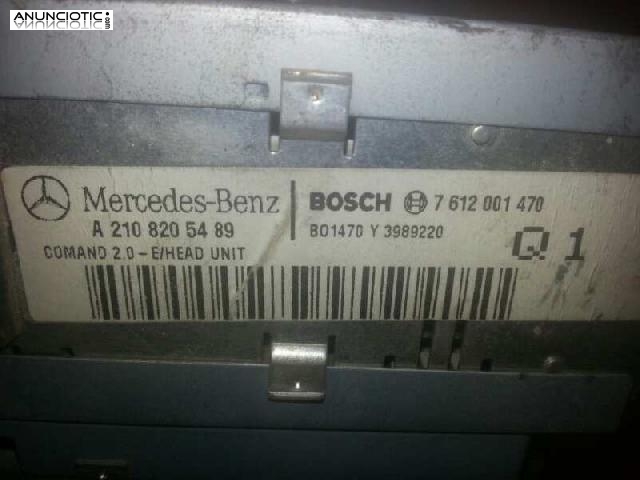 ANUNCIOTIC.com
Mercedes-Benz BOSCH 7 612 001 470
A 210 820 54 89 BO1470 Y 3989220
COMAND 2.0 - E/HEAD UNIT Q 1